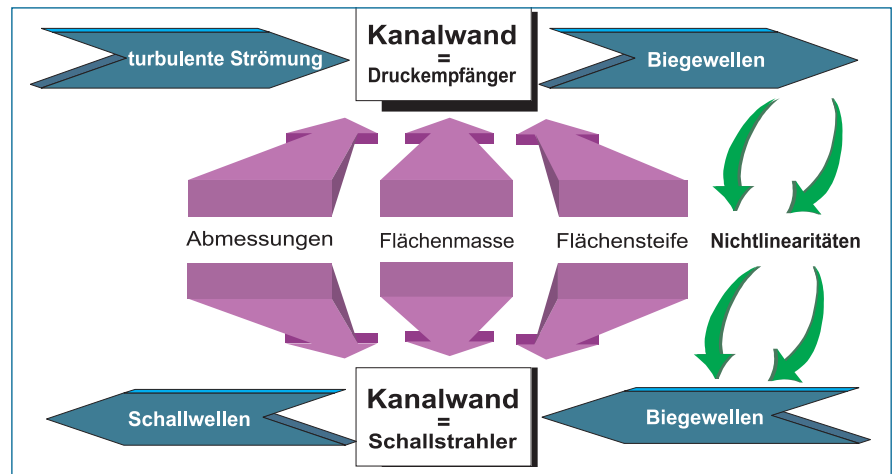 turbulente Strömung
Kanalwand
=
Druckempfänger
Biegewellen
Abmessungen
Flächenmasse
Flächensteife
Nichtlinearitäten
Schallwellen
Kanalwand
=
Schallstrahler
Biegewellen